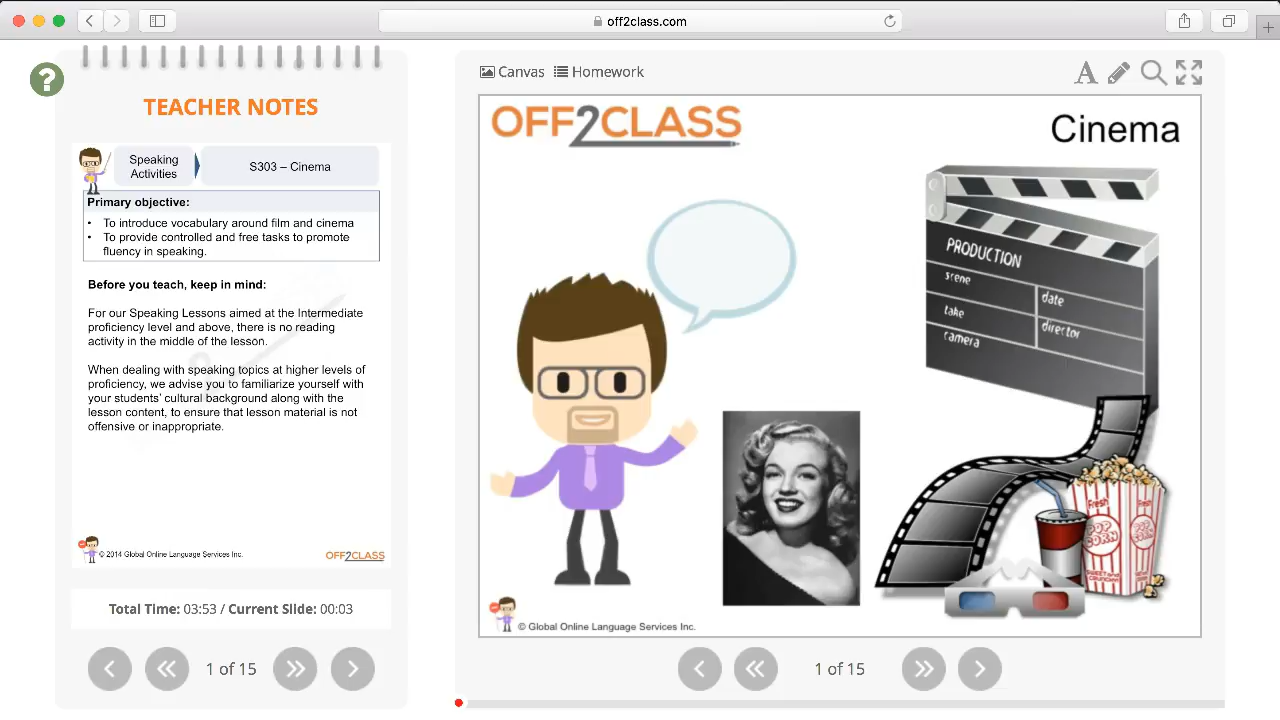 off2class.com
?
TEACHER NOTES
Speaking
Activities
S303 – Cinema
Primary objective:
• To introduce vocabulary around film and cinema
• To provide controlled and free tasks to promote
fluency in speaking.
Before you teach, keep in mind:
For our Speaking Lessons aimed at the Intermediate
proficiency level and above, there is no reading
activity in the middle of the lesson.
When dealing with speaking topics at higher levels of
proficiency, we advise you to familiarize yourself with
your students' cultural background along with the
lesson content, to ensure that lesson material is not
offensive or inappropriate.
© 2014 Global Online Language Services Inc.
OFF2CLASS
Total Time: 03:53 / Current Slide: 00:03
1 of 15
Canvas
Homework
A
OFF2CLASS
Cinema
PRODUCTION
scene
date
take
director
camera
Fresh
POP
CORN
Fresh
POP
CORN
© Global Online Language Services Inc.
1 of 15